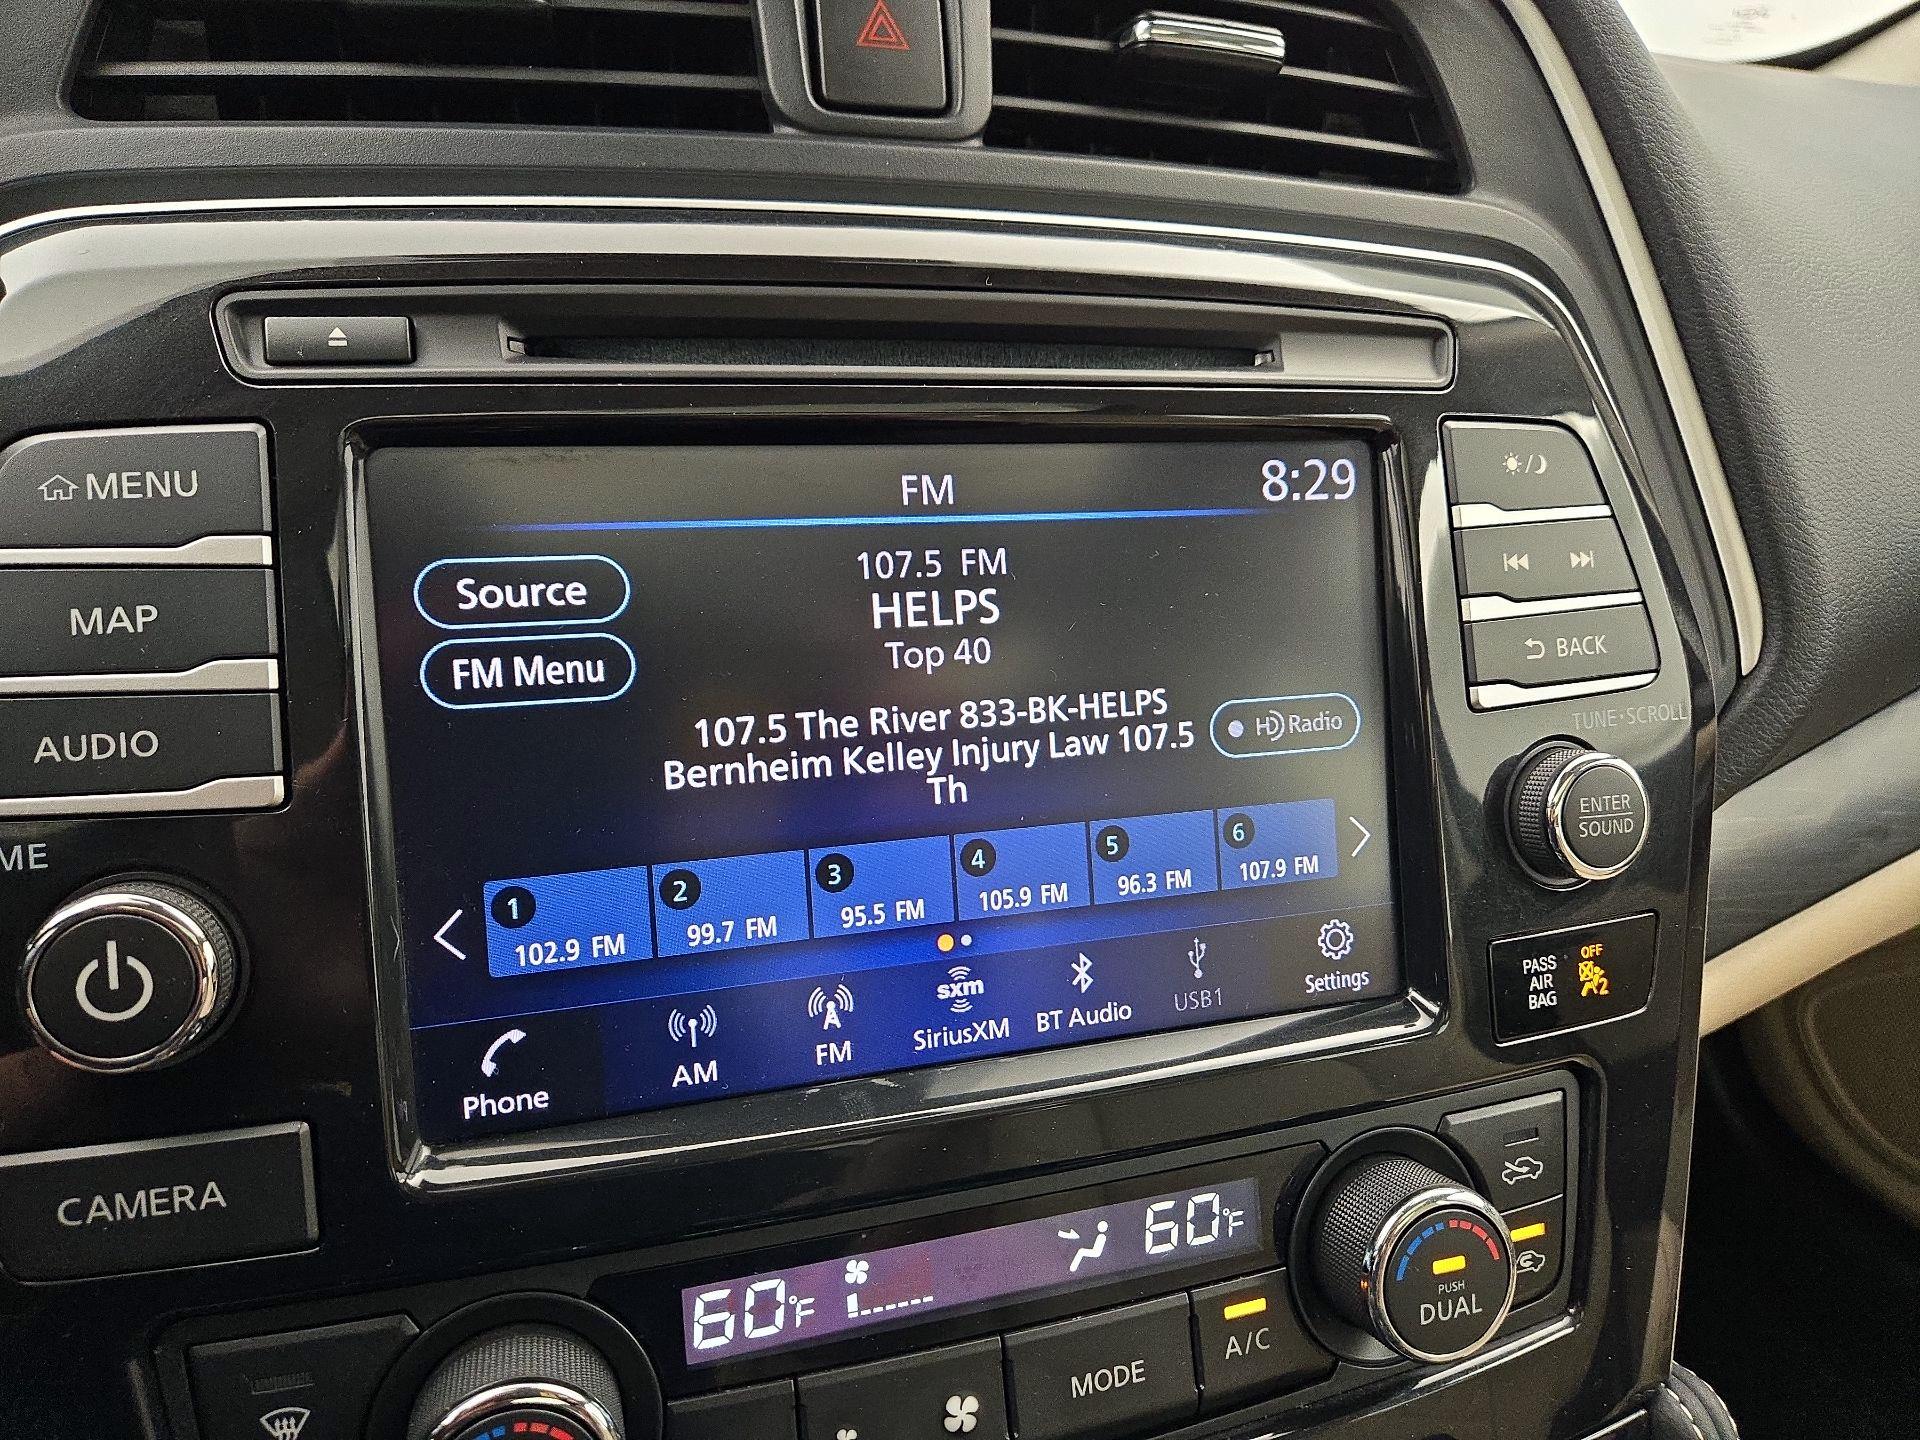 MENU
MAP
AUDIO
CAMERA
FM
8:29
Source
FM Menu
107.5 FM
HELPS
Top 40
107.5 The River 833-BK-HELPS
Bernheim Kelley Injury Law 107.5
Th
HD Radio
1
102.9 FM
2
99.7 FM
3
95.5 FM
4
105.9 FM
5
96.3 FM
6
107.9 FM
Phone
AM
FM
sxm
SiriusXM
BT Audio
USB1
Settings
BACK
TUNE·SCROLL
ENTER
SOUND
PASS
AIR
BAG
OFF
2
60°F
60°F
MODE
A/C
PUSH
DUAL